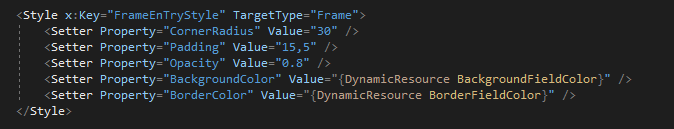 <Style x:Key="FrameEnTryStyle" TargetType="Frame">
<Setter Property="CornerRadius" Value="30" />
<Setter Property="Padding" Value="15,5" />
<Setter Property="Opacity" Value="0.8" />
<Setter Property="BackgroundColor" Value="{DynamicResource BackgroundFieldColor}" />
<Setter Property="BorderColor" Value="{DynamicResource BorderFieldColor}" />
</Style>